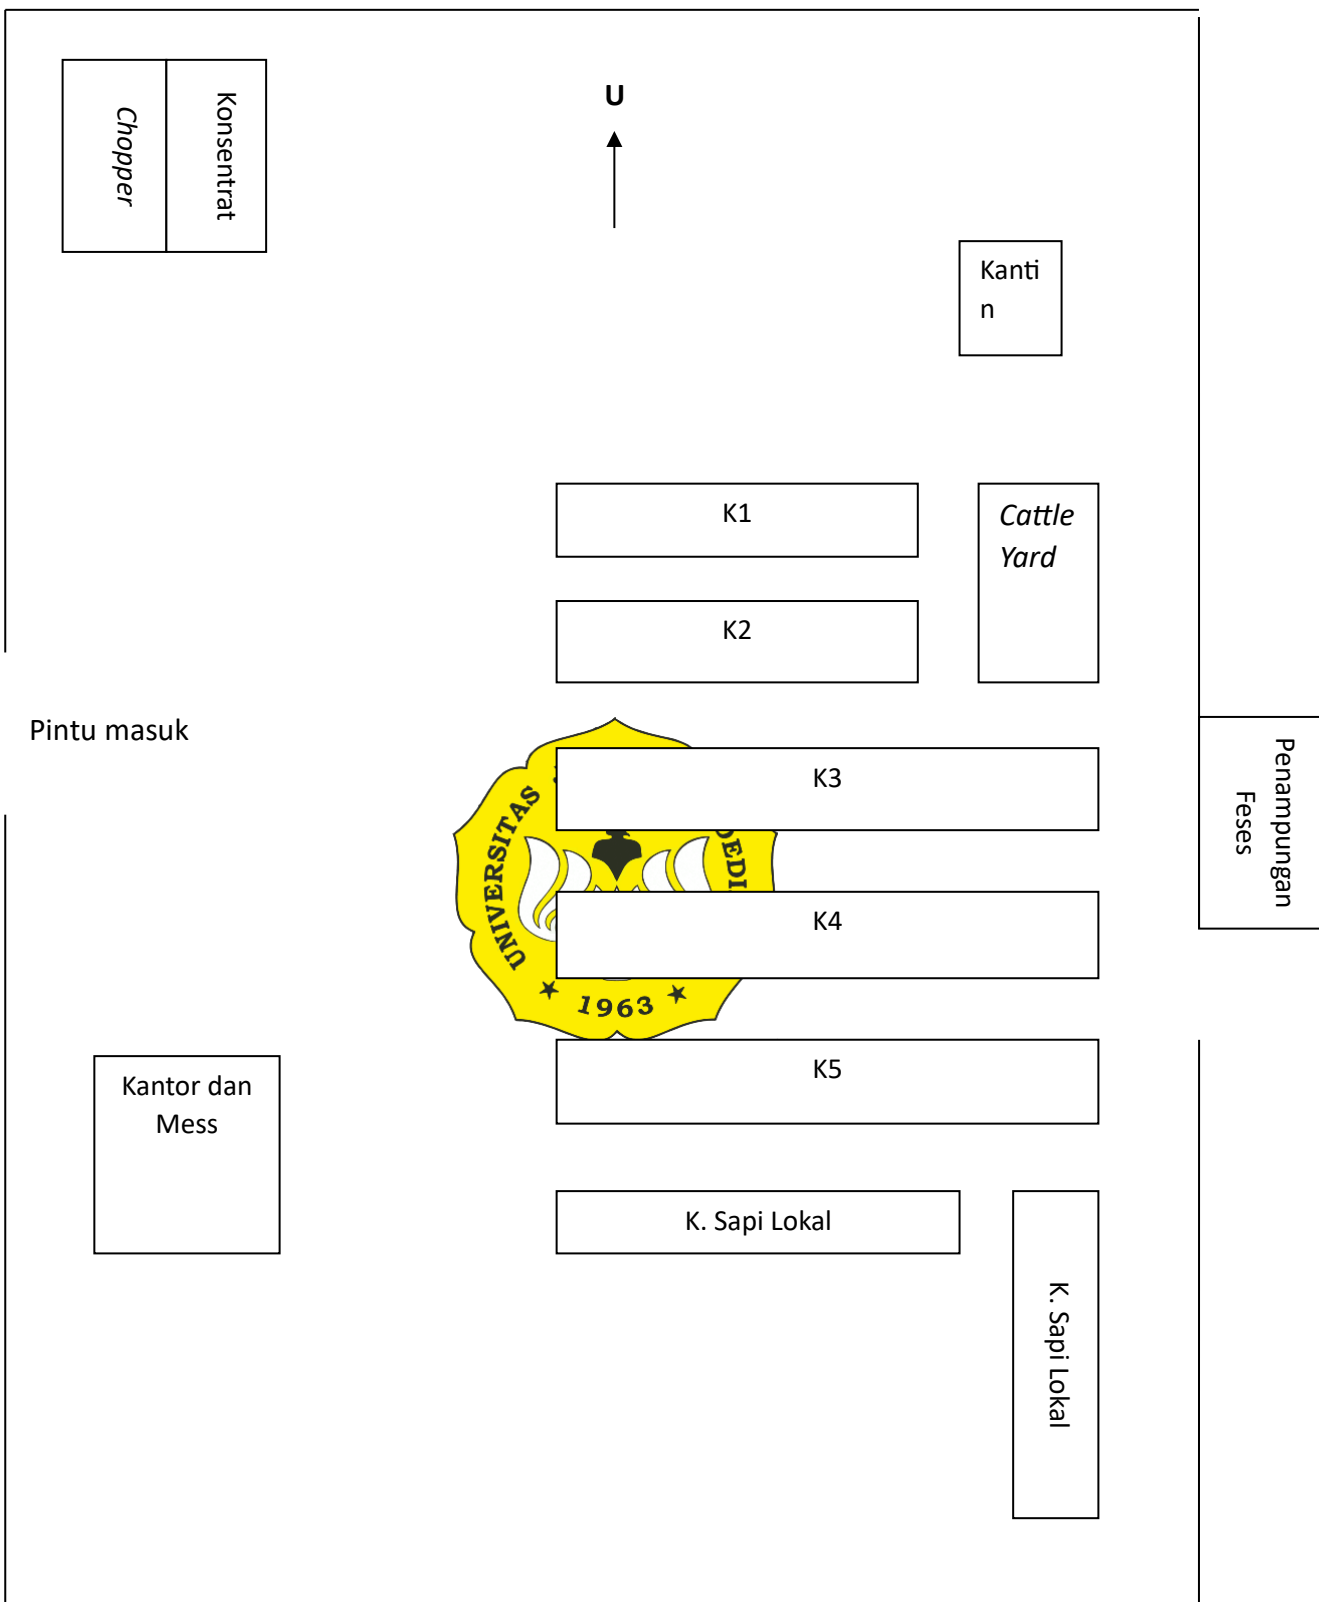 U
Chopper
Konsentrat
Kanti
n
K1
Cattle
Yard
K2
Pintu masuk
K3
Penampungan
Feses
UNIVERSITAS
OEDI
K4
1963
K5
Kantor dan
Mess
K. Sapi Lokal
K. Sapi Lokal